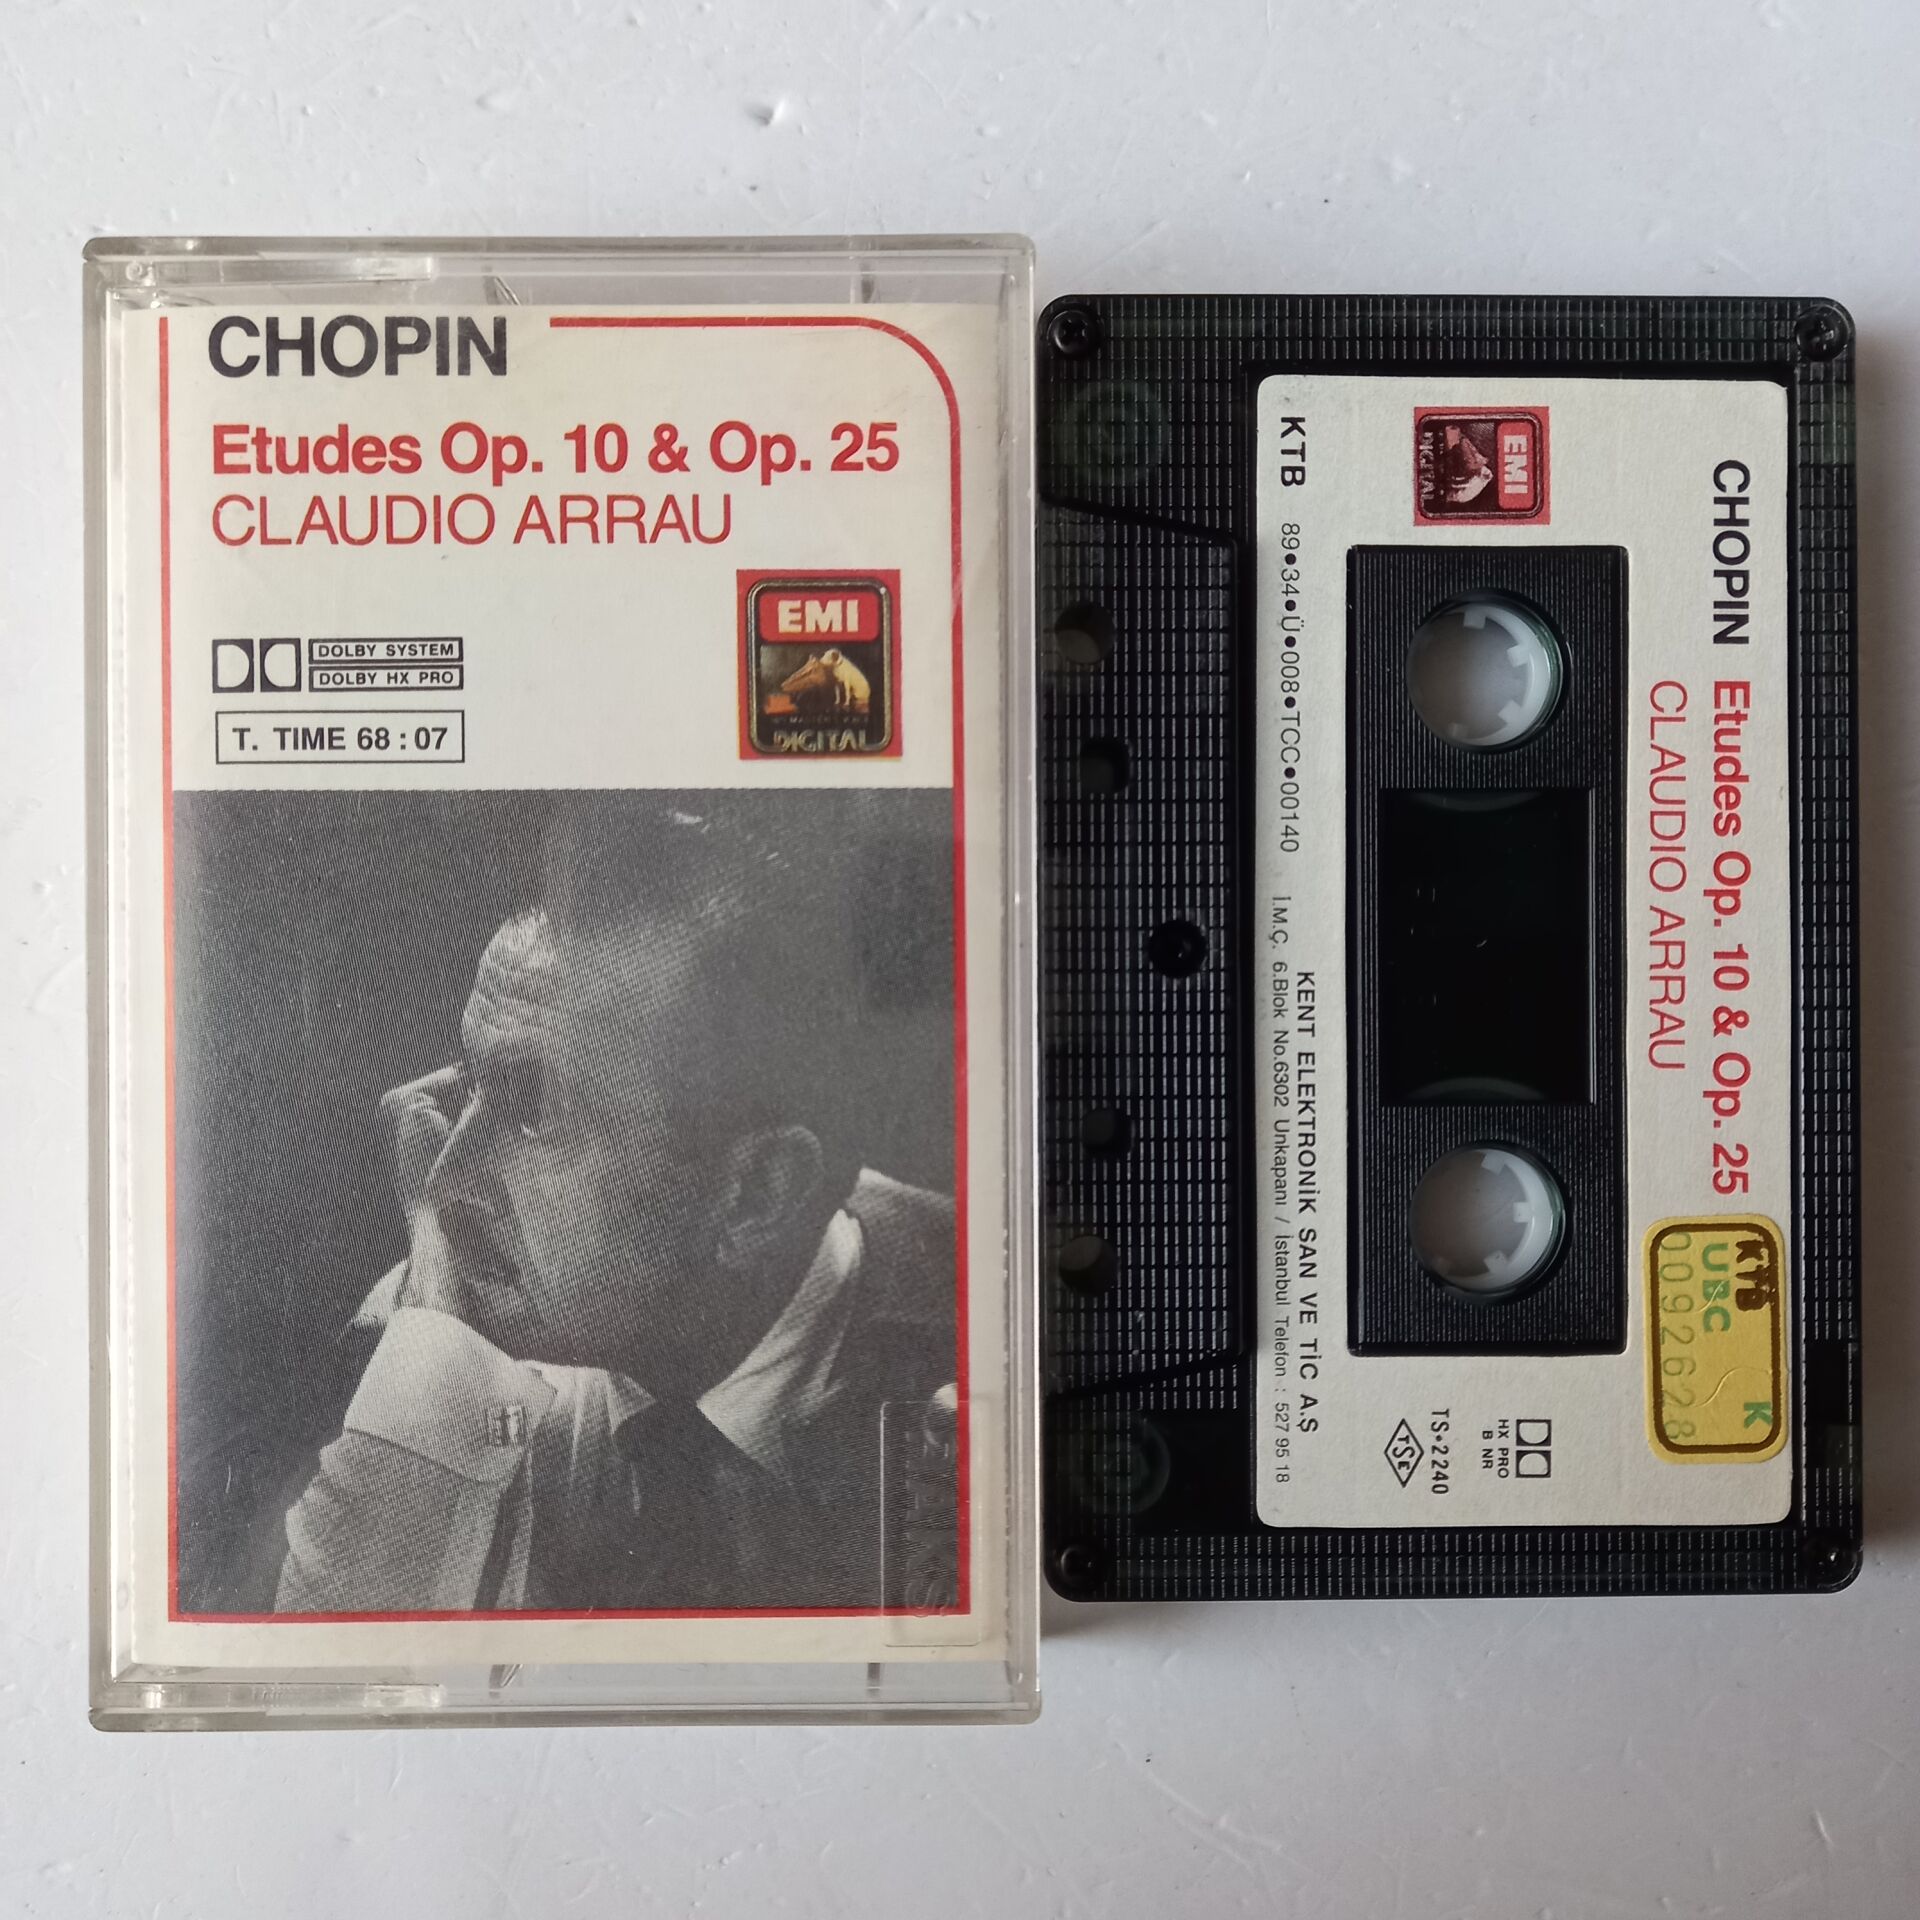 CHOPIN
Etudes Op. 10 & Op. 25
CLAUDIO ARRAU
DOLBY SYSTEM
DOLBY HX PRO
T. TIME 68 : 07
EMI
HIS MASTER'S VOICE
DIGITAL
CHOPIN Etudes Op. 10 & Op. 25
CLAUDIO ARRAU
EMI
DIGITAL
KTB
UBC K
0092628
HX PRO
B NR
TS•2240
TSE
KENT ELEKTRONİK SAN VE TİC A.Ş
KTB 89•34•Ü•008•TCC•00140 İ.M.Ç. 6.Blok No.6302 Unkapanı / İstanbul Telefon : 527 95 18